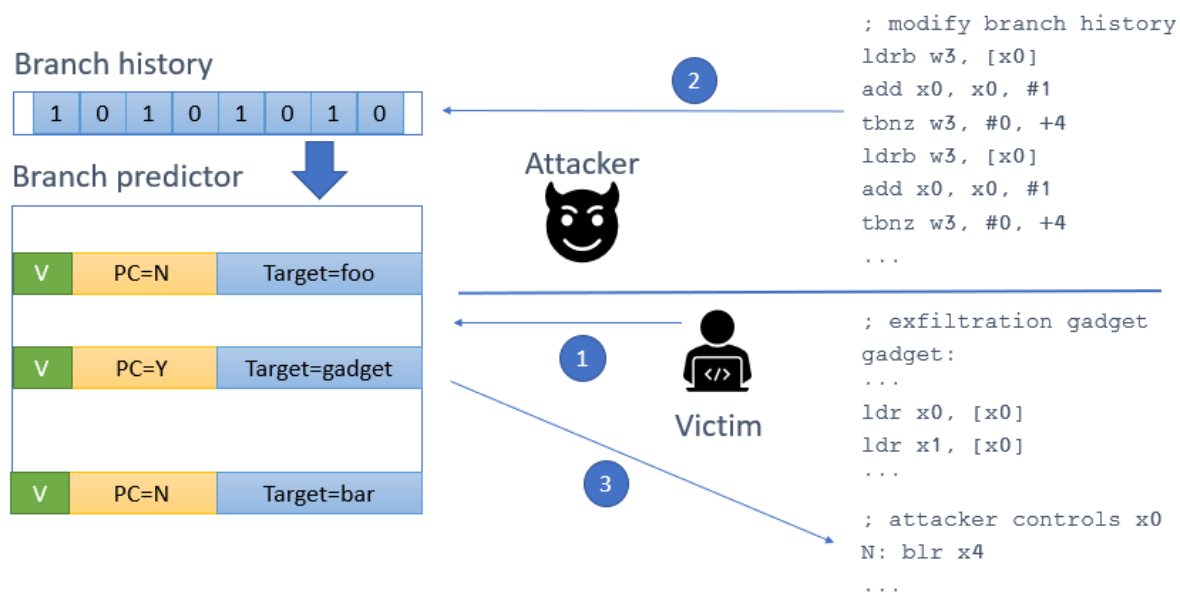 Branch history
1 0 1 0 1 0 1 0
Branch predictor
V PC=N Target=foo
V PC=Y Target=gadget
V PC=N Target=bar
2
Attacker
1
</>
Victim
3
; modify branch history
ldrb w3, [x0]
add x0, x0, #1
tbnz w3, #0, +4
ldrb w3, [x0]
add x0, x0, #1
tbnz w3, #0, +4
...
; exfiltration gadget
gadget:
...
ldr x0, [x0]
ldr x1, [x0]
...
; attacker controls x0
N: blr x4
...